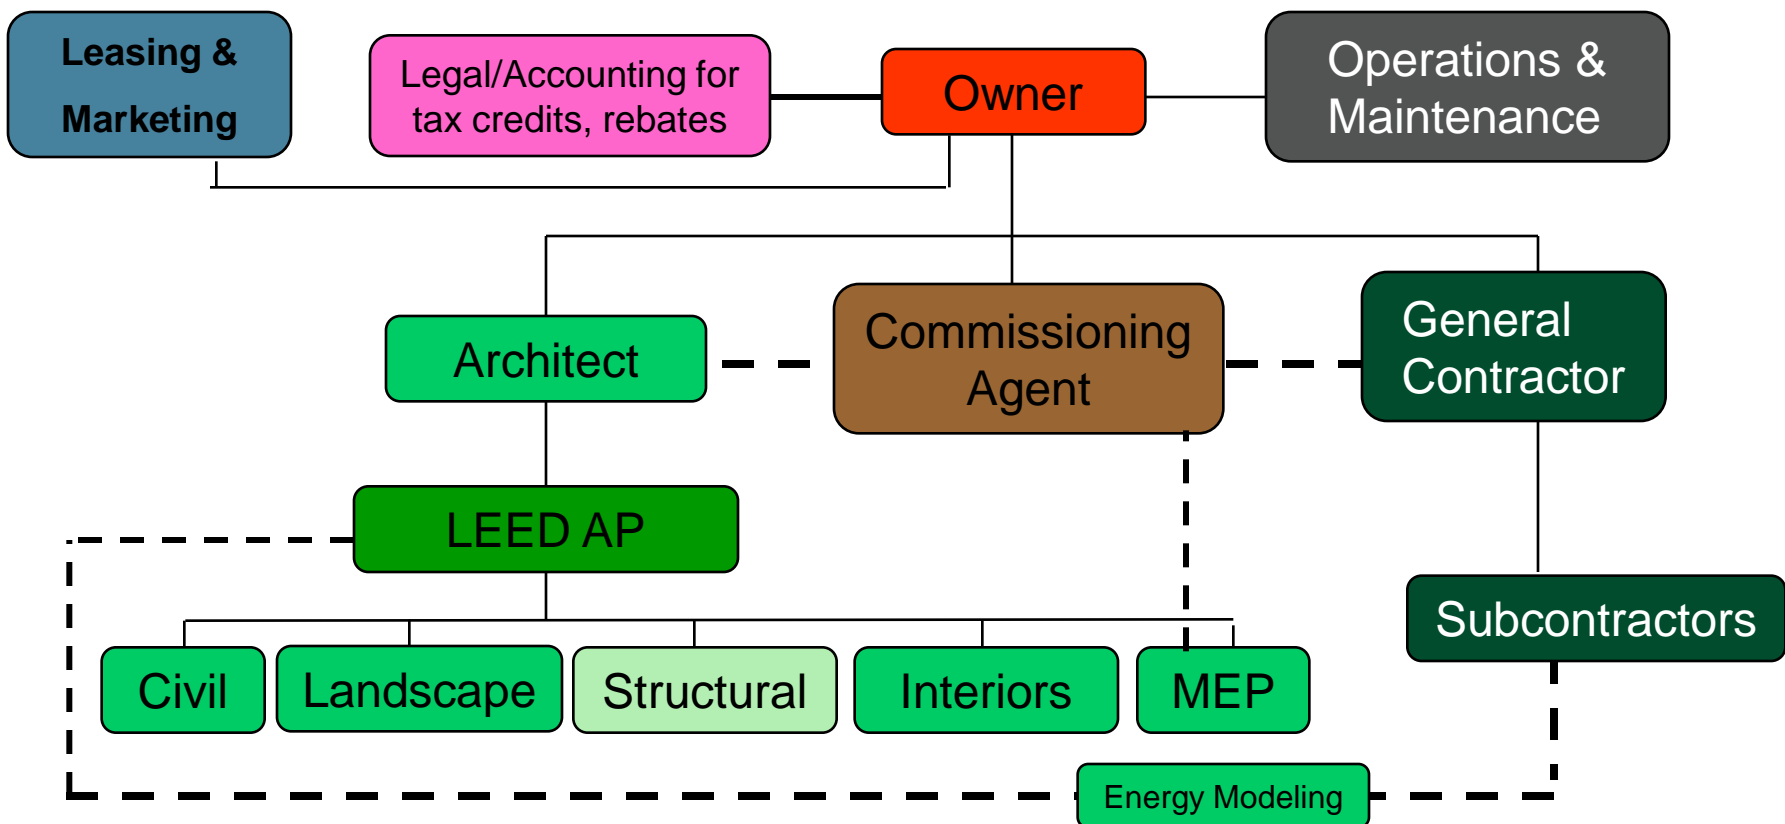 Leasing &
Marketing
Legal/Accounting for
tax credits, rebates
Owner
Operations &
Maintenance
Architect
Commissioning
Agent
General
Contractor
LEED AP
Subcontractors
Civil
Landscape
Structural
Interiors
MEP
Energy Modeling